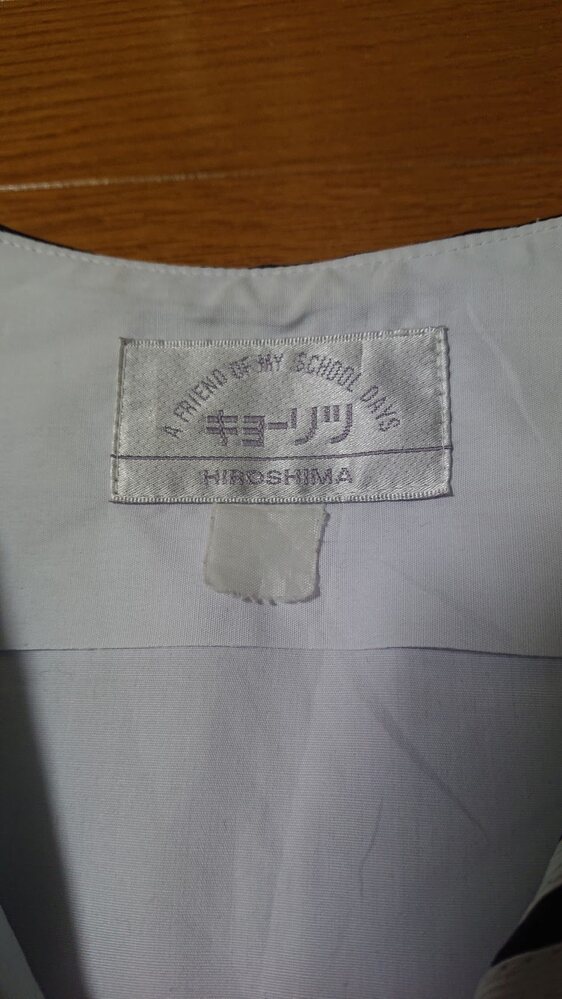 A FRIEND OF MY SCHOOL DAYS
キョーリツ
HIROSHIMA